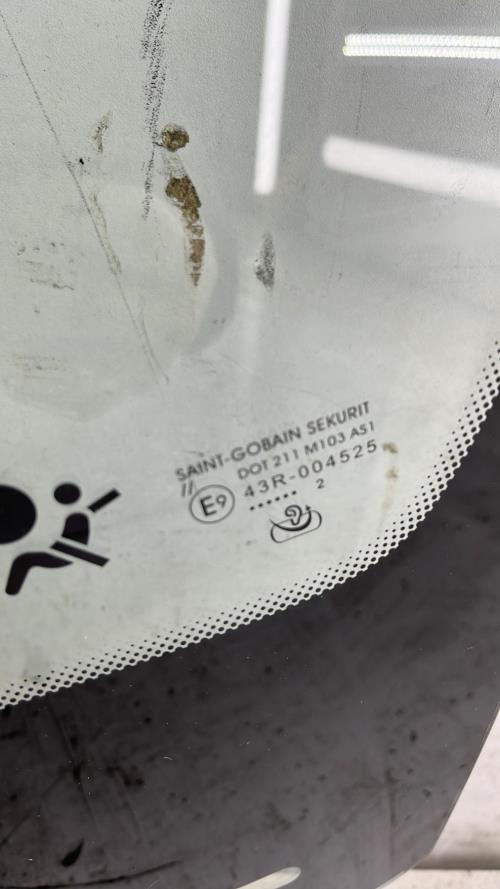 SAINT-GOBAIN SEKURIT
DOT 211 M103 AS1
// E9 43R-004525
...... 2